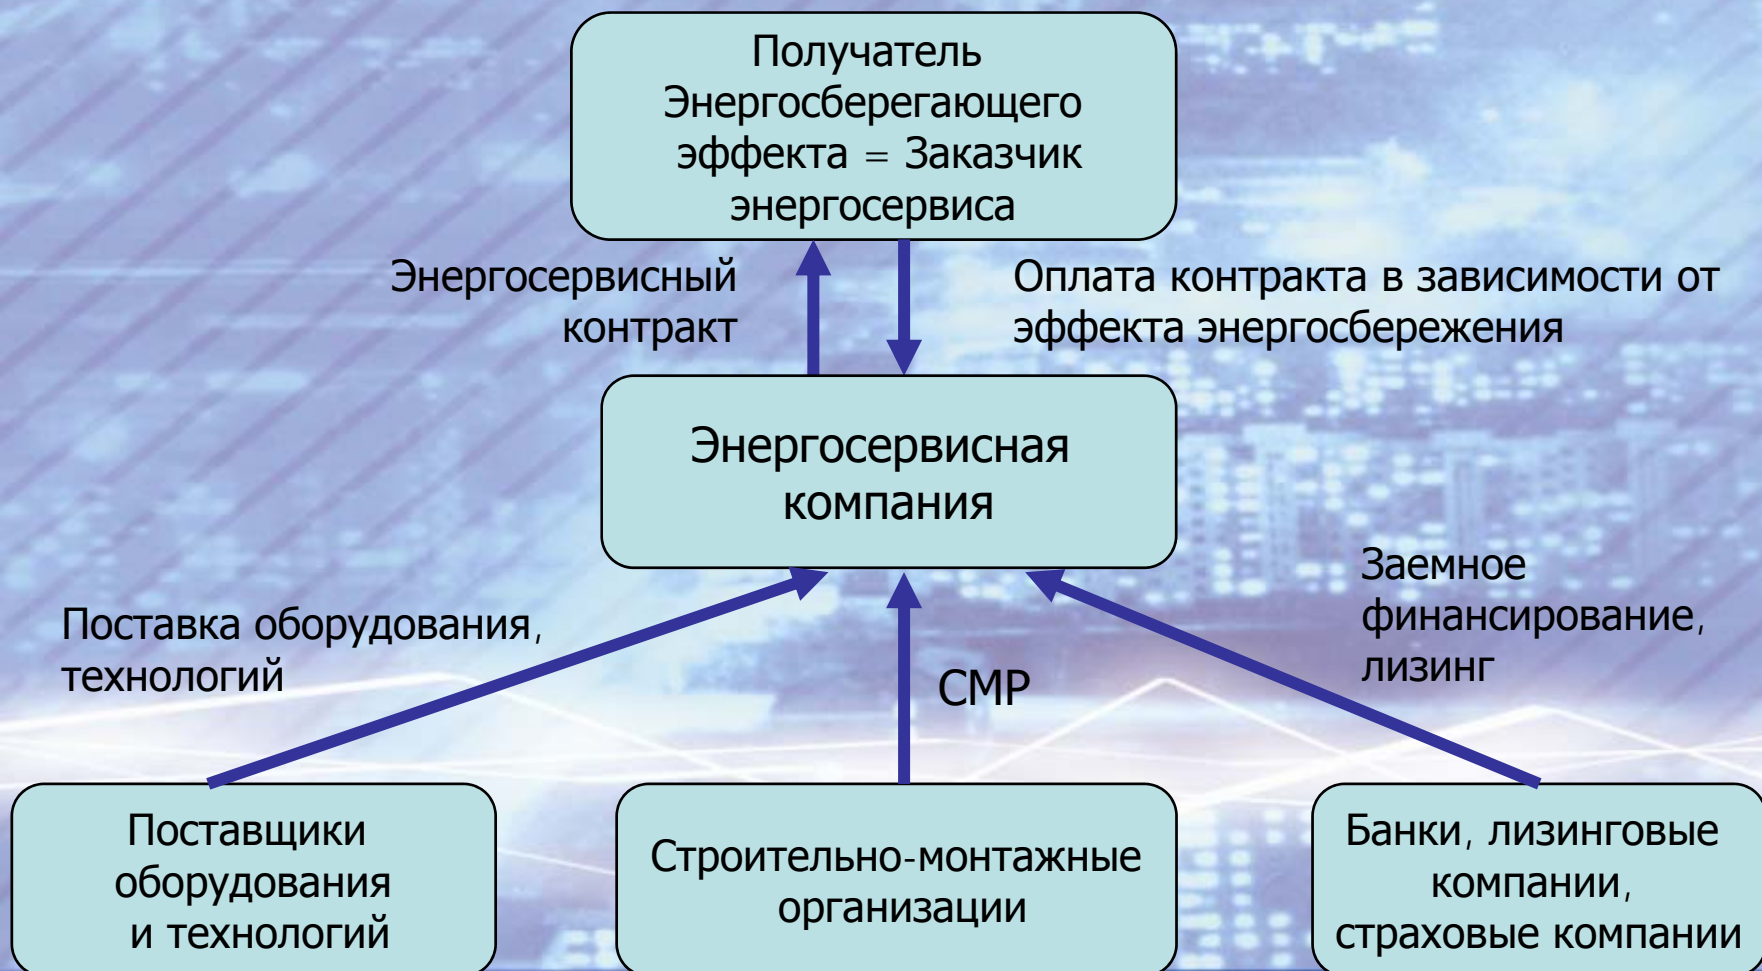 Получатель
Энергосберегающего
эффекта = Заказчик
энергосервиса
Энергосервисный
контракт
Оплата контракта в зависимости от
эффекта энергосбережения
Энергосервисная
компания
Поставка оборудования,
технологий
СМР
Заемное
финансирование,
лизинг
Поставщики
оборудования
и технологий
Строительно-монтажные
организации
Банки, лизинговые
компании,
страховые компании